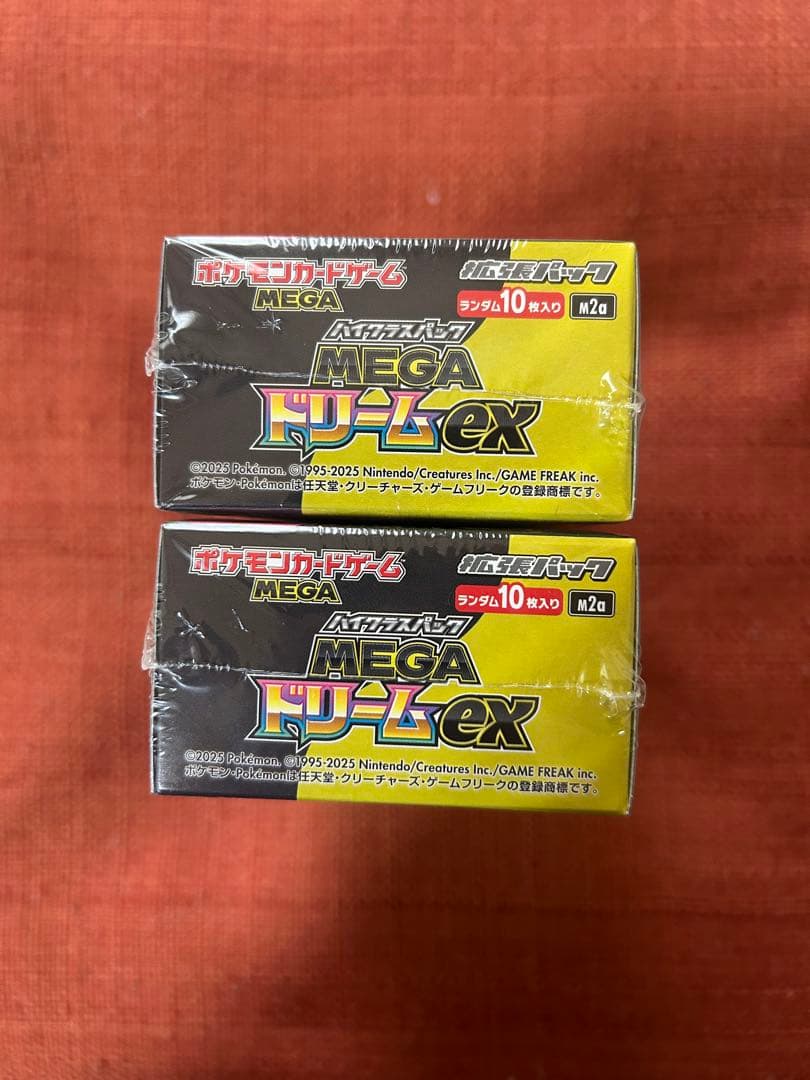 ポケモンカードゲーム
MEGA
拡張パック
ランダム10枚入り M2a
ハイクラスパック
MEGA
ドリームex
©2025 Pokémon. ©1995-2025 Nintendo/Creatures Inc./GAME FREAK inc.
ポケモン・Pokémonは任天堂・クリーチャーズ・ゲームフリークの登録商標です。
ポケモンカードゲーム
MEGA
拡張パック
ランダム10枚入り M2a
ハイクラスパック
MEGA
ドリームex
©2025 Pokémon. ©1995-2025 Nintendo/Creatures Inc./GAME FREAK inc.
ポケモン・Pokémonは任天堂・クリーチャーズ・ゲームフリークの登録商標です。